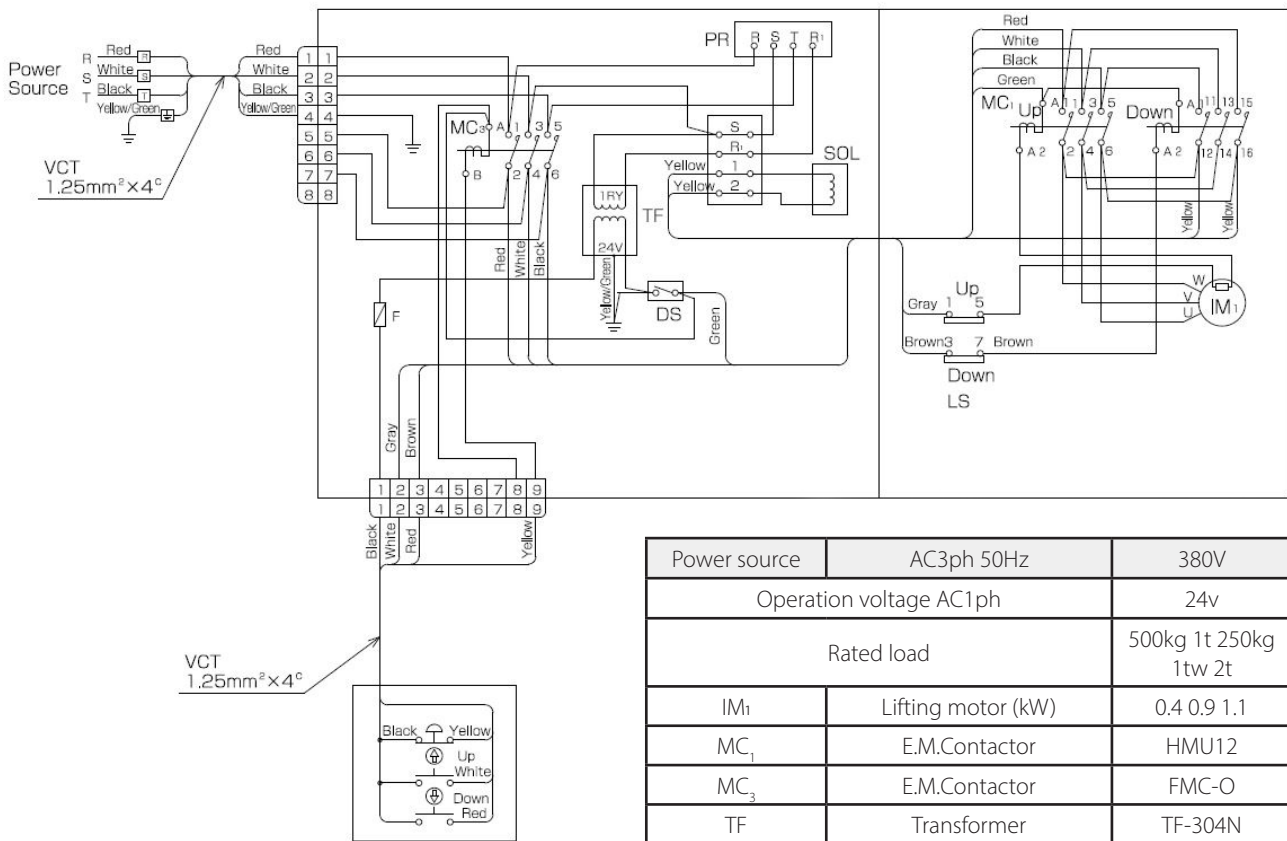 Power Source
R Red R
S White S
T Black T
Yellow/Green
Red
White
Black
Yellow/Green
VCT
1.25mm²×4ᶜ
1 1
2 2
3 3
4 4
5 5
6 6
7 7
8 8
PR R S T R1
MC3 A 1 3 5
B 2 4 6
S
R1
Yellow 1
Yellow 2
SOL
1RY
TF
24V
Yellow/Green
DS
Green
Red
White
Black
F
Gray
Brown
1 2 3 4 5 6 7 8 9
1 2 3 4 5 6 7 8 9
Black
White
Red
Yellow
VCT
1.25mm²×4ᶜ
Black Yellow
Up
White
Down
Red
Red
White
Black
Green
MC1 Up A 1 1 3 5
Down A 1 11 13 15
A 2 2 4 6
A 2 12 14 16
Yellow
Yellow
Up
Gray 1 5
Brown 3 7 Brown
Down
LS
W
V
U
IM1
Power source AC3ph 50Hz 380V
Operation voltage AC1ph 24v
Rated load 500kg 1t 250kg
1tw 2t
IM1 Lifting motor (kW) 0.4 0.9 1.1
MC1 E.M.Contactor HMU12
MC3 E.M.Contactor FMC-O
TF Transformer TF-304N